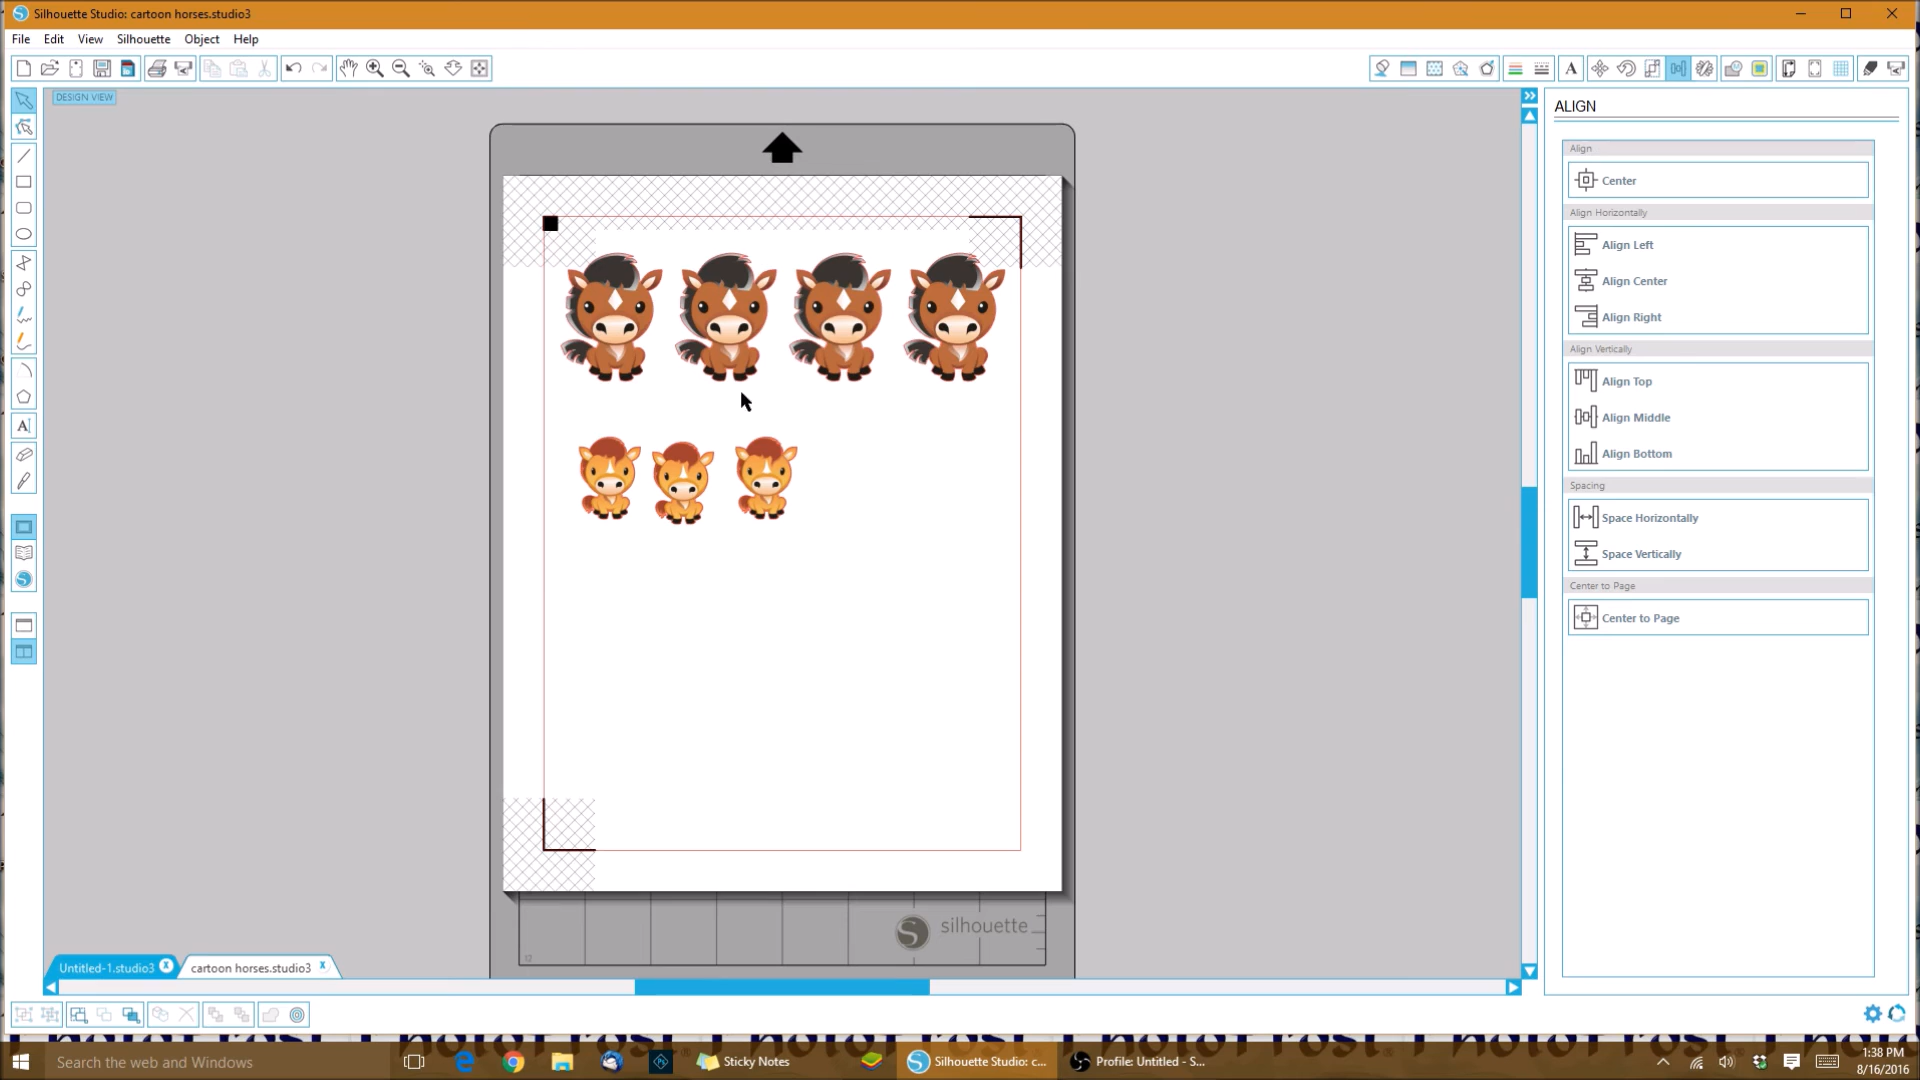 Silhouette Studio: cartoon horses.studio3
File Edit View Silhouette Object Help
DESIGN VIEW
ALIGN
Align
Center
Align Horizontally
Align Left
Align Center
Align Right
Align Vertically
Align Top
Align Middle
Align Bottom
Spacing
Space Horizontally
Space Vertically
Center to Page
Center to Page
silhouette
12
Untitled-1.studio3 cartoon horses.studio3
Search the web and Windows Sticky Notes Silhouette Studio: c... Profile: Untitled - S...
1:38 PM
8/16/2016